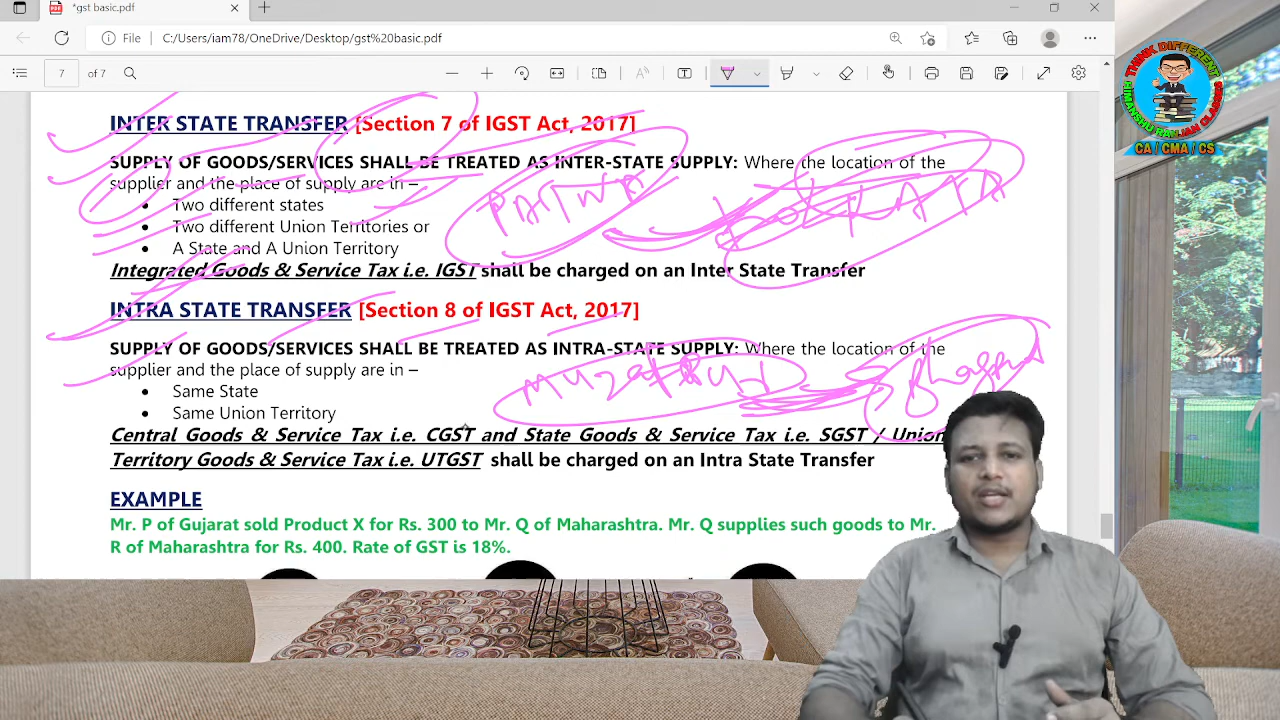 *gst basic.pdf
File C:/Users/iam78/OneDrive/Desktop/gst%20basic.pdf
7 of 7
INTER STATE TRANSFER [Section 7 of IGST Act, 2017]
SUPPLY OF GOODS/SERVICES SHALL BE TREATED AS INTER-STATE SUPPLY: Where the location of the
supplier and the place of supply are in –
• Two different states
• Two different Union Territories or
• A State and A Union Territory
Integrated Goods & Service Tax i.e. IGST shall be charged on an Inter State Transfer
INTRA STATE TRANSFER [Section 8 of IGST Act, 2017]
SUPPLY OF GOODS/SERVICES SHALL BE TREATED AS INTRA-STATE SUPPLY: Where the location of the
supplier and the place of supply are in –
• Same State
• Same Union Territory
Central Goods & Service Tax i.e. CGST and State Goods & Service Tax i.e. SGST / Union
Territory Goods & Service Tax i.e. UTGST shall be charged on an Intra State Transfer
EXAMPLE
Mr. P of Gujarat sold Product X for Rs. 300 to Mr. Q of Maharashtra. Mr. Q supplies such goods to Mr.
R of Maharashtra for Rs. 400. Rate of GST is 18%.
THINK DIFFERENT
HIMANSHU RANJAN CLASSES
CA / CMA / CS